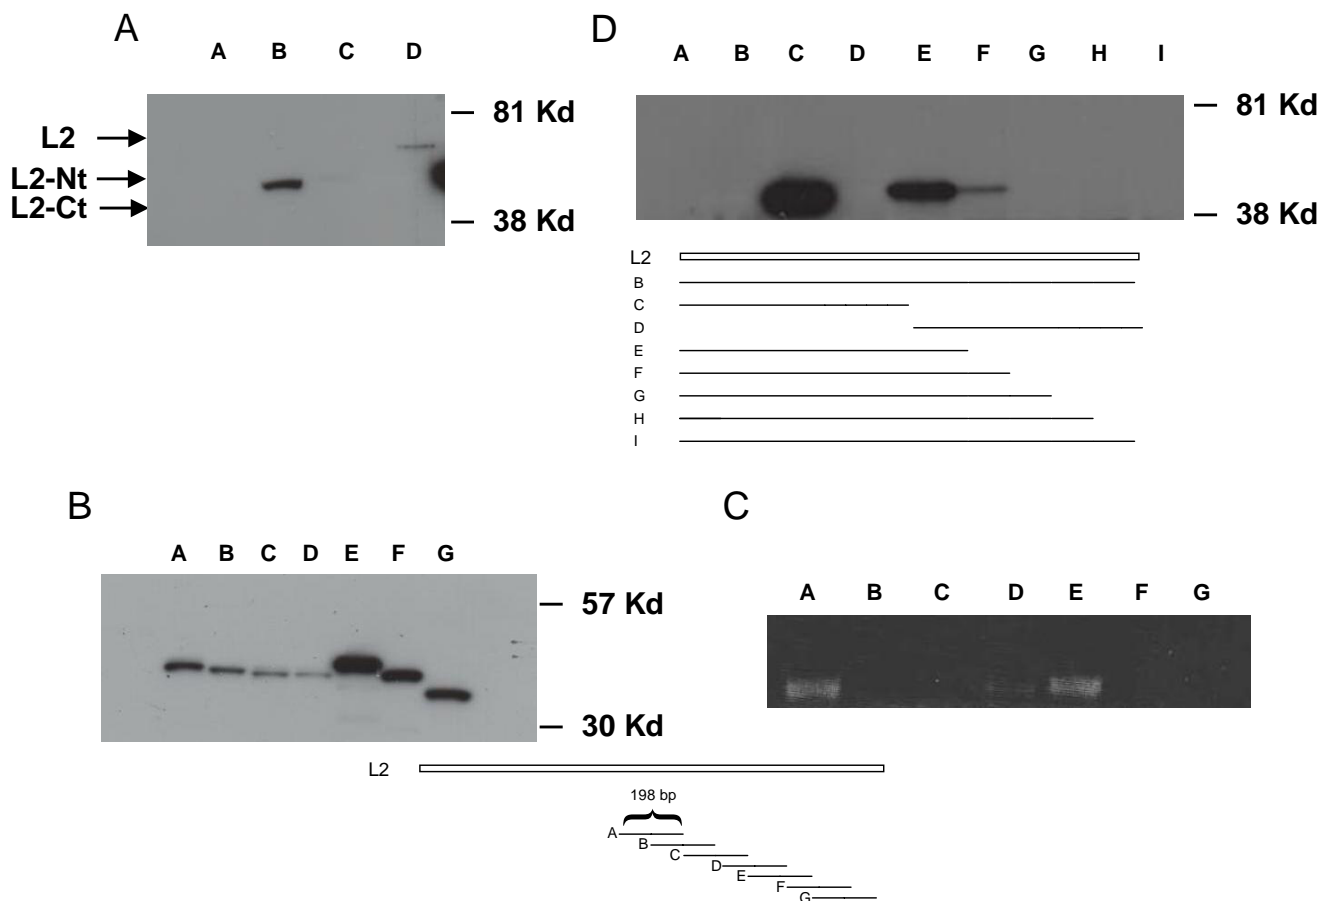 A
A B C D
81 Kd
L2
L2-Nt
L2-Ct
38 Kd
D
A B C D E F G H I
81 Kd
38 Kd
L2
B
C
D
E
F
G
H
I
B
A B C D E F G
57 Kd
30 Kd
C
A B C D E F G
L2
198 bp
A
B
C
D
E
F
G